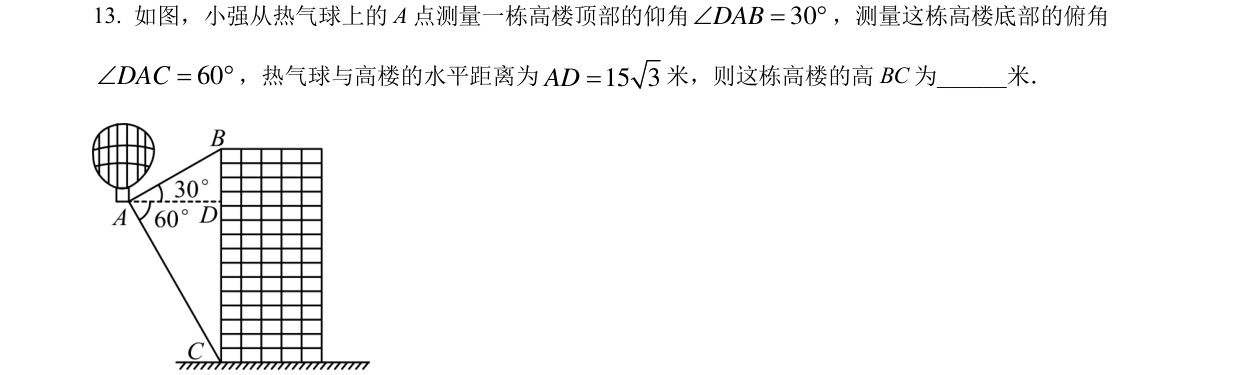 13. 如图，小强从热气球上的 A 点测量一栋高楼顶部的仰角∠DAB = 30°，测量这栋高楼底部的俯角
∠DAC = 60°，热气球与高楼的水平距离为 AD = 15√3 米，则这栋高楼的高 BC 为______米．
B
30°
A 60° D
C